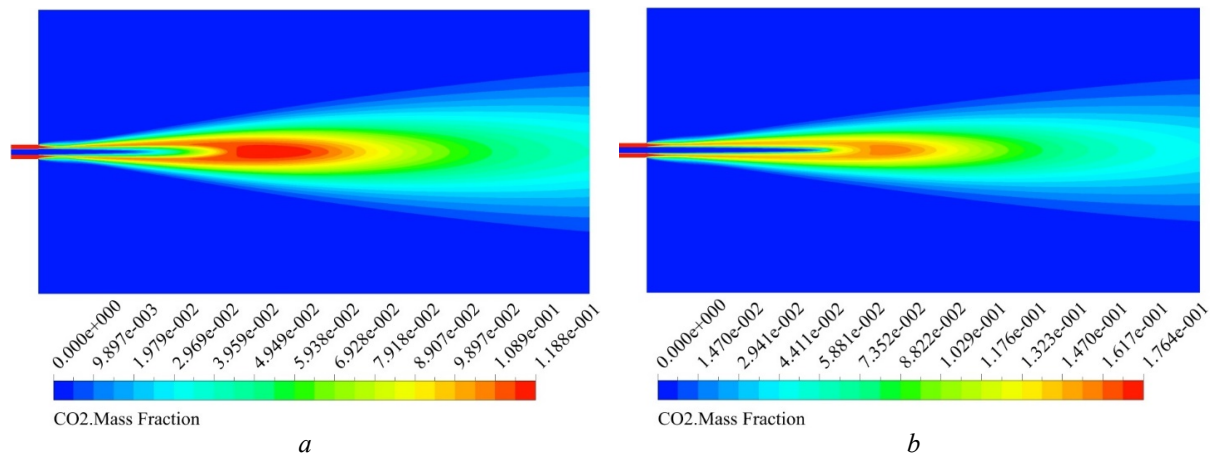 0.000e+000
9.897e-003
1.979e-002
2.969e-002
3.959e-002
4.949e-002
5.938e-002
6.928e-002
7.918e-002
8.907e-002
9.897e-002
1.089e-001
1.188e-001
CO2.Mass Fraction
a
0.000e+000
1.470e-002
2.941e-002
4.411e-002
5.881e-002
7.352e-002
8.822e-002
1.029e-001
1.176e-001
1.323e-001
1.470e-001
1.617e-001
1.764e-001
CO2.Mass Fraction
b